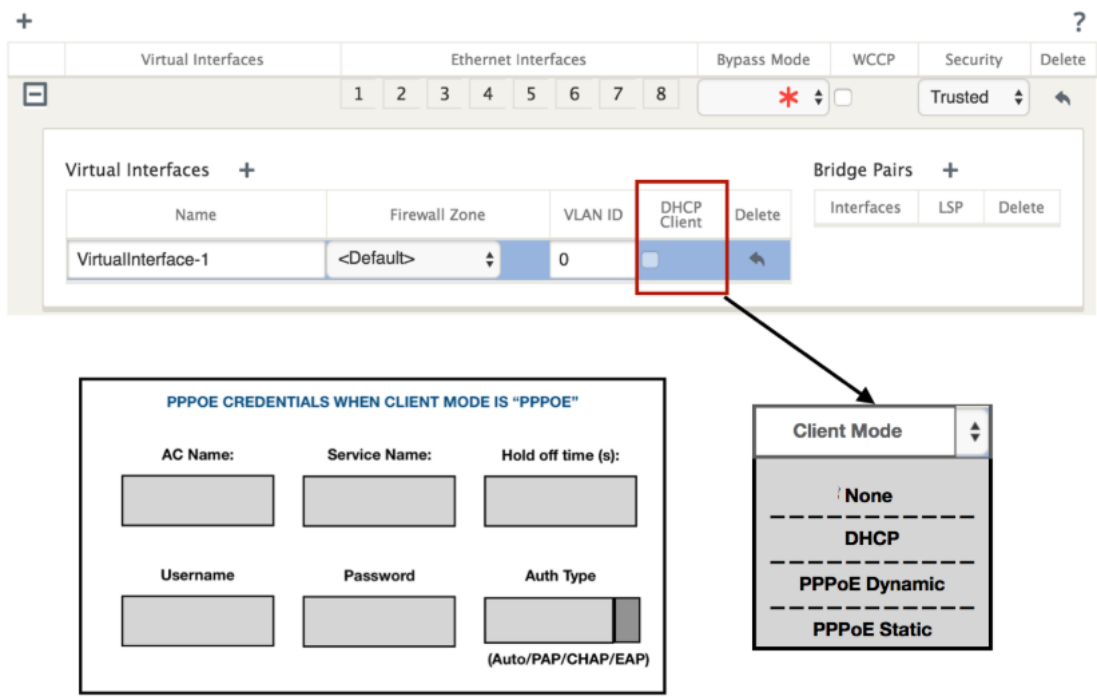 + ?
Virtual Interfaces Ethernet Interfaces Bypass Mode WCCP Security Delete
1 2 3 4 5 6 7 8 * Trusted
Virtual Interfaces +
Name Firewall Zone VLAN ID DHCP Client Delete
VirtualInterface-1 <Default> 0
Bridge Pairs +
Interfaces LSP Delete
PPPOE CREDENTIALS WHEN CLIENT MODE IS “PPPOE”
AC Name: Service Name: Hold off time (s):
Username Password Auth Type
(Auto/PAP/CHAP/EAP)
Client Mode
None
DHCP
PPPoE Dynamic
PPPoE Static